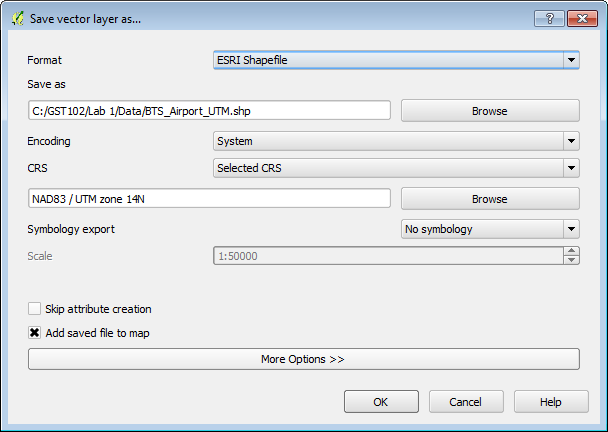 Save vector layer as...
?
Format
ESRI Shapefile
Save as
C:/GST102/Lab 1/Data/BTS_Airport_UTM.shp
Browse
Encoding
System
CRS
Selected CRS
NAD83 / UTM zone 14N
Browse
Symbology export
No symbology
Scale
1:50000
Skip attribute creation
Add saved file to map
More Options >>
OK
Cancel
Help